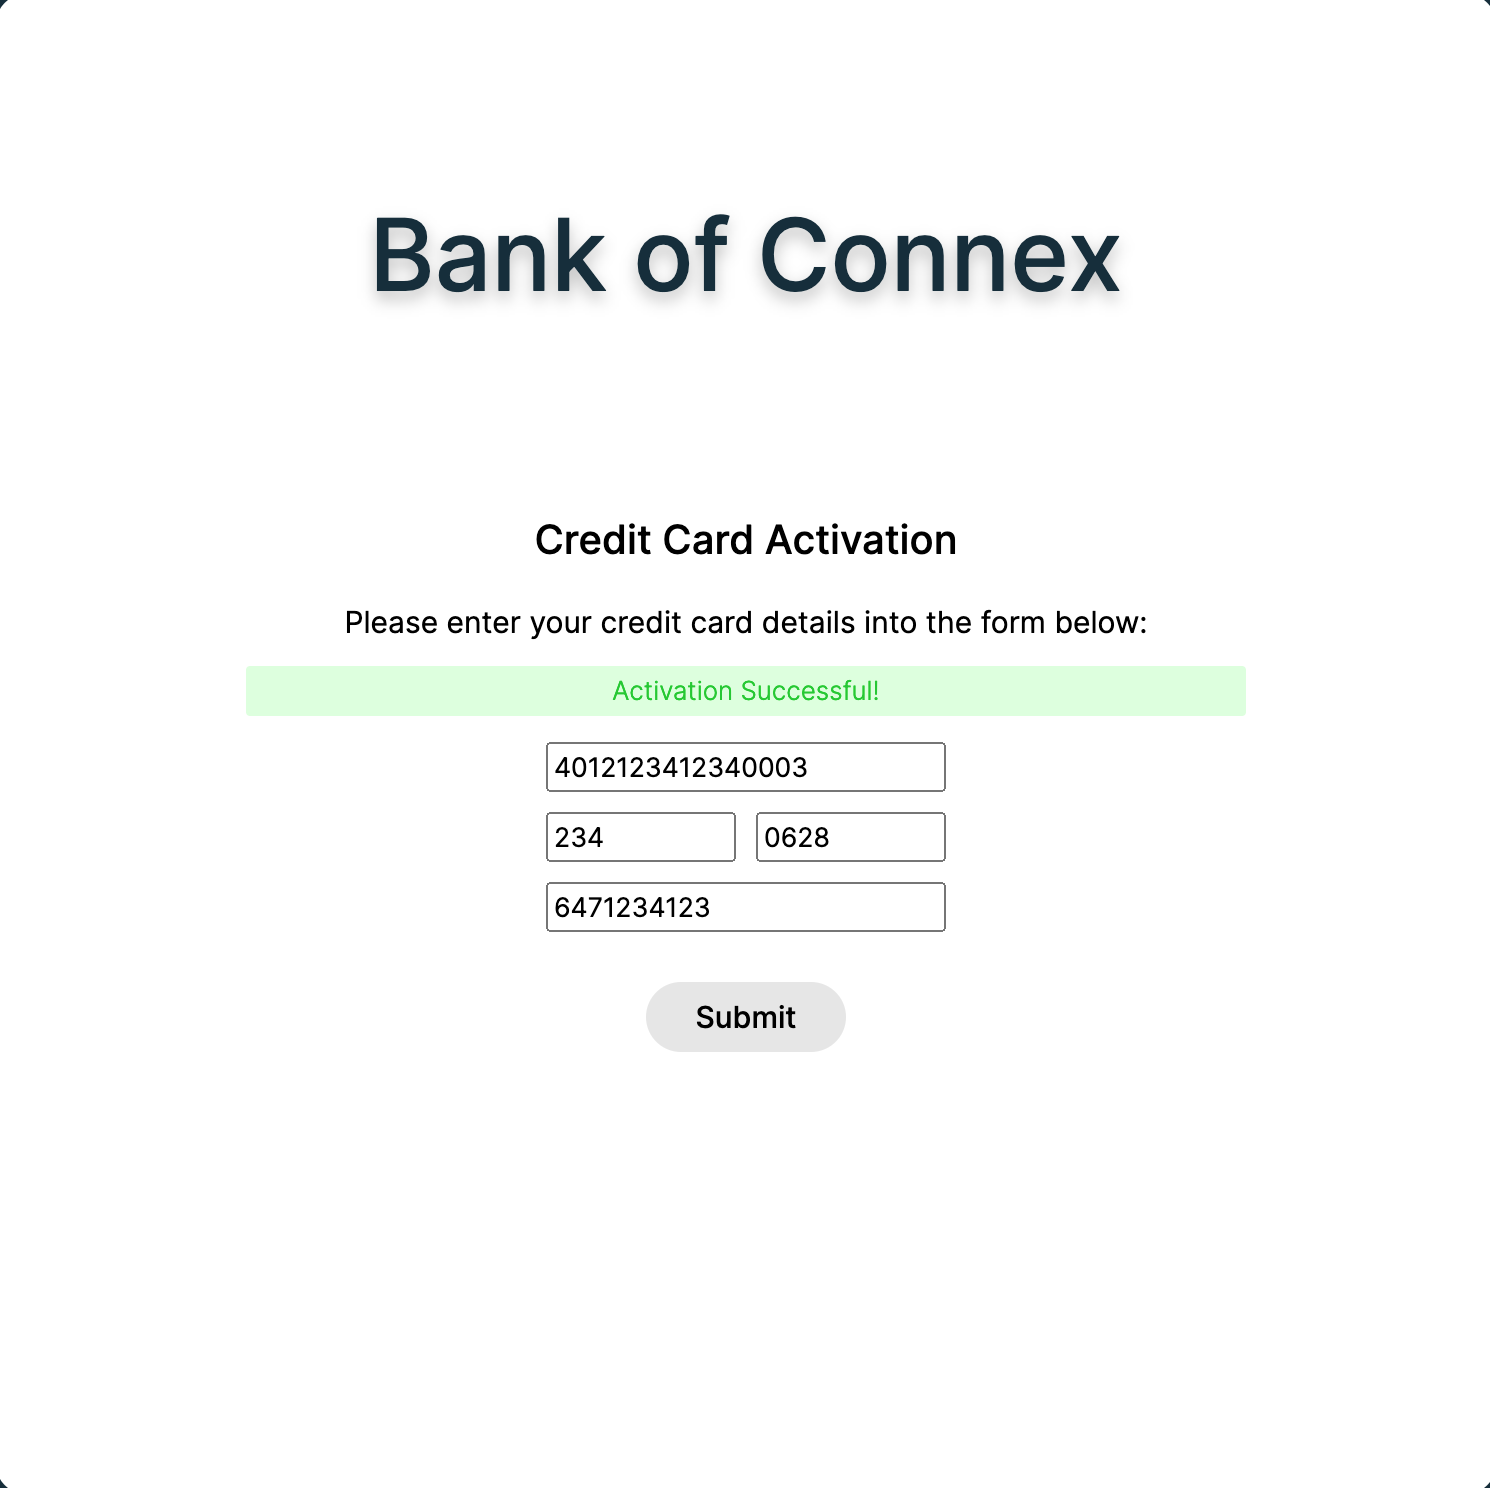 Bank of Connex
Credit Card Activation
Please enter your credit card details into the form below:
Activation Successful!
4012123412340003
234 0628
6471234123
Submit